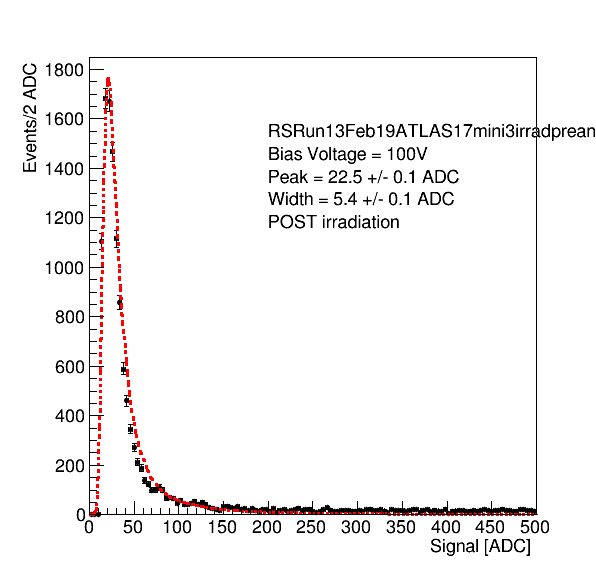 Events/2 ADC
1800
1600
1400
1200
1000
800
600
400
200
0
RSRun13Feb19ATLAS17mini3irradprean
Bias Voltage = 100V
Peak = 22.5 +/- 0.1 ADC
Width = 5.4 +/- 0.1 ADC
POST irradiation
0 50 100 150 200 250 300 350 400 450 500
Signal [ADC]